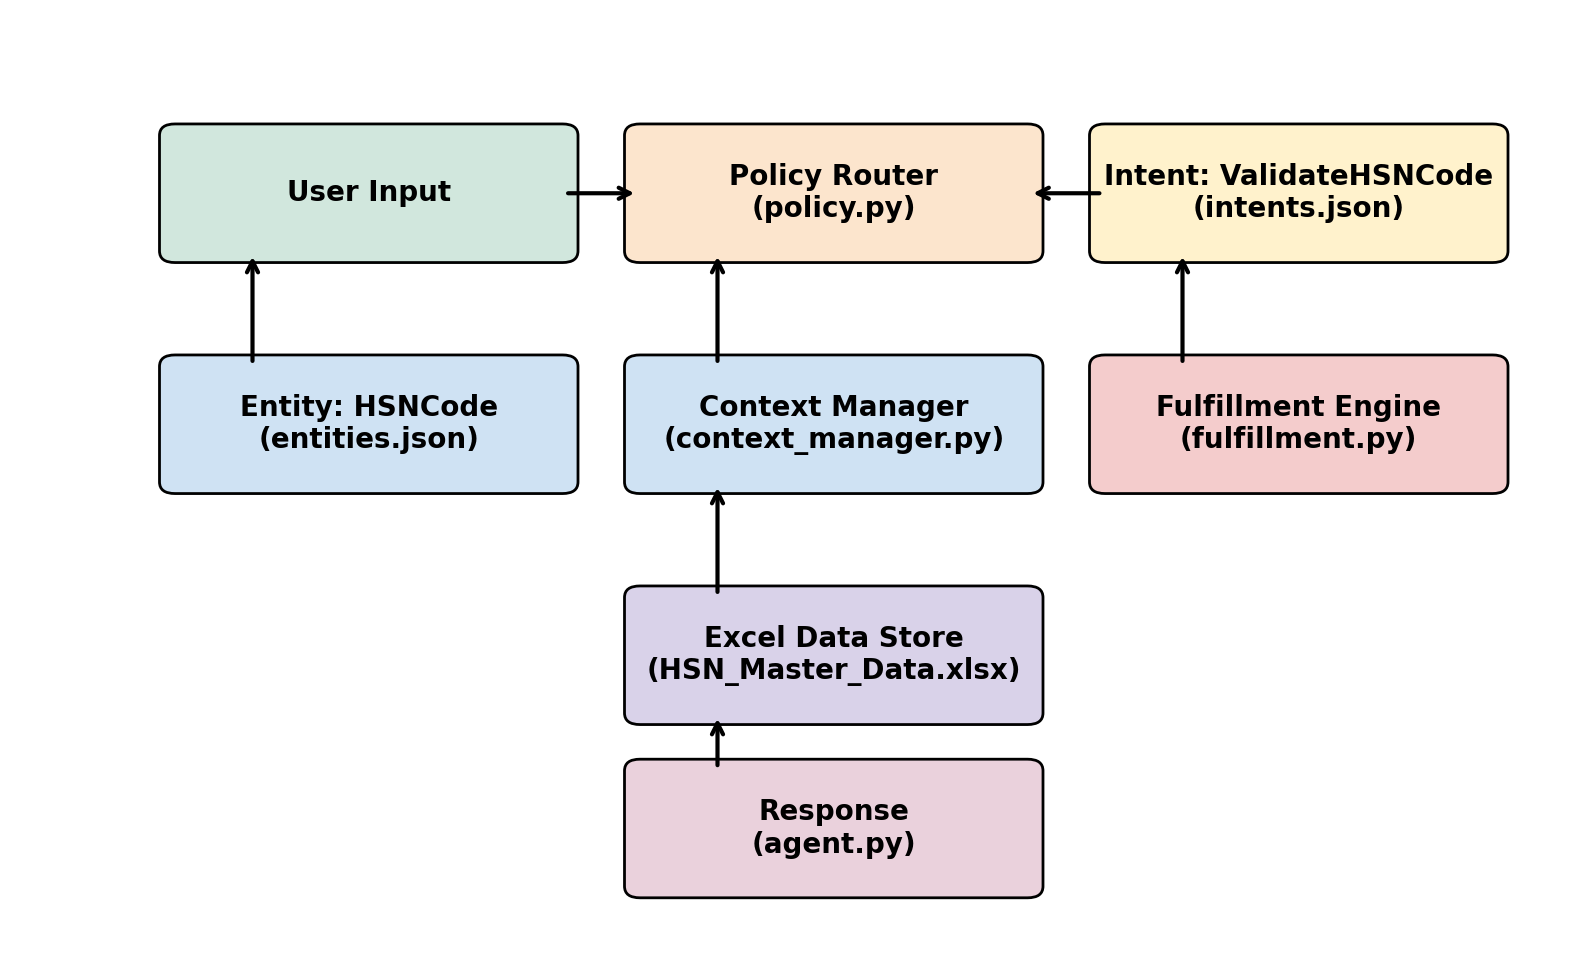 User Input
Policy Router
(policy.py)
Intent: ValidateHSNCode
(intents.json)
Entity: HSNCode
(entities.json)
Context Manager
(context_manager.py)
Fulfillment Engine
(fulfillment.py)
Excel Data Store
(HSN_Master_Data.xlsx)
Response
(agent.py)